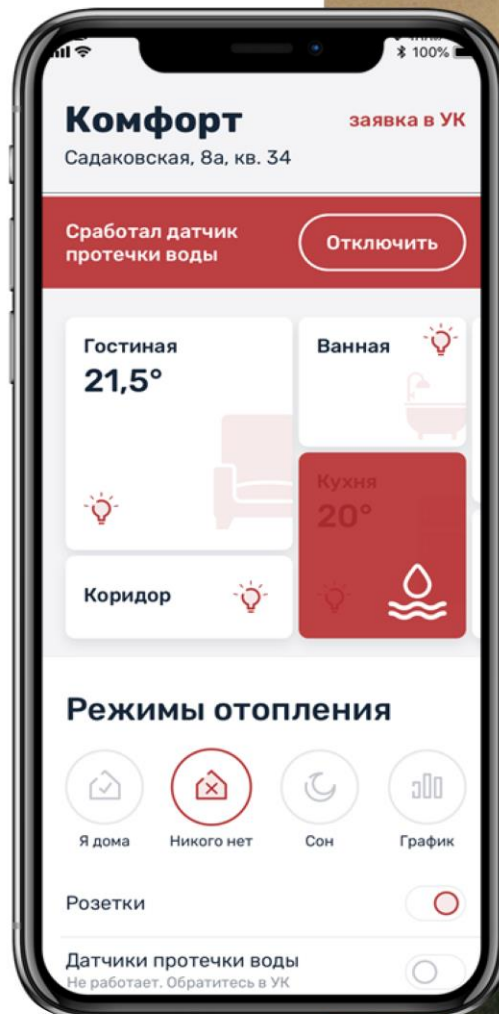 100%
Комфорт
заявка в УК
Садаковская, 8а, кв. 34
Сработал датчик
протечки воды
Отключить
Гостиная
21,5°
Ванная
Кухня
20°
Коридор
Режимы отопления
Я дома
Никого нет
Сон
График
Розетки
Датчики протечки воды
Не работает. Обратитесь в УК